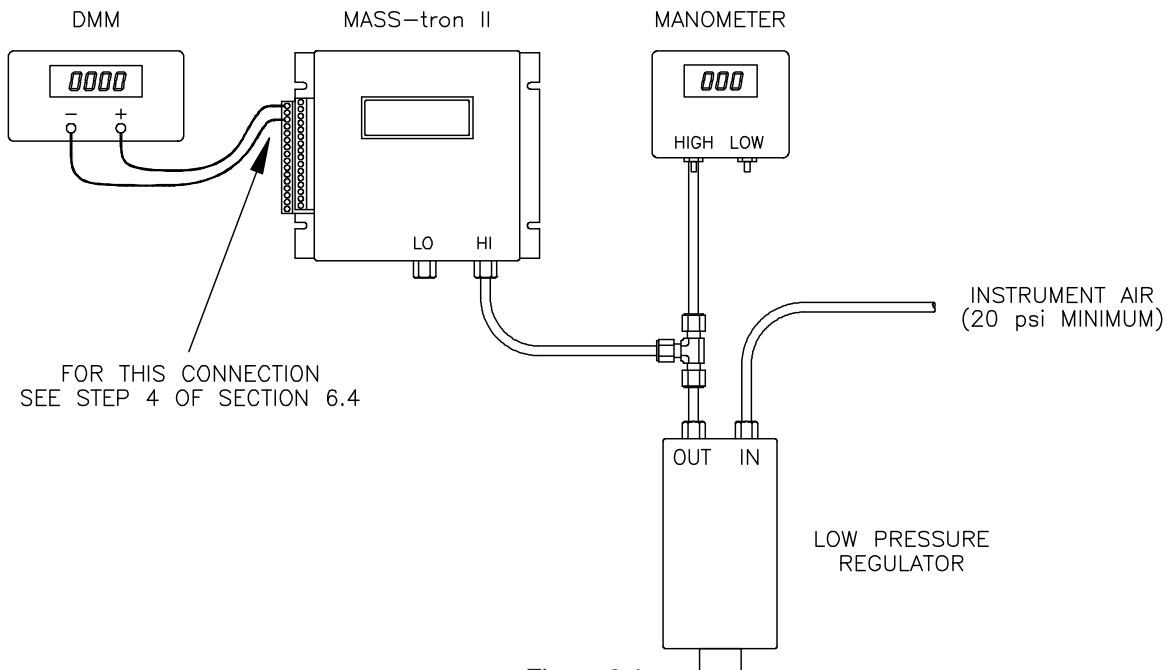 DMM
MASS-tron II
MANOMETER
0000
000
- +
HIGH LOW
LO HI
INSTRUMENT AIR
(20 psi MINIMUM)
FOR THIS CONNECTION
SEE STEP 4 OF SECTION 6.4
OUT IN
LOW PRESSURE
REGULATOR